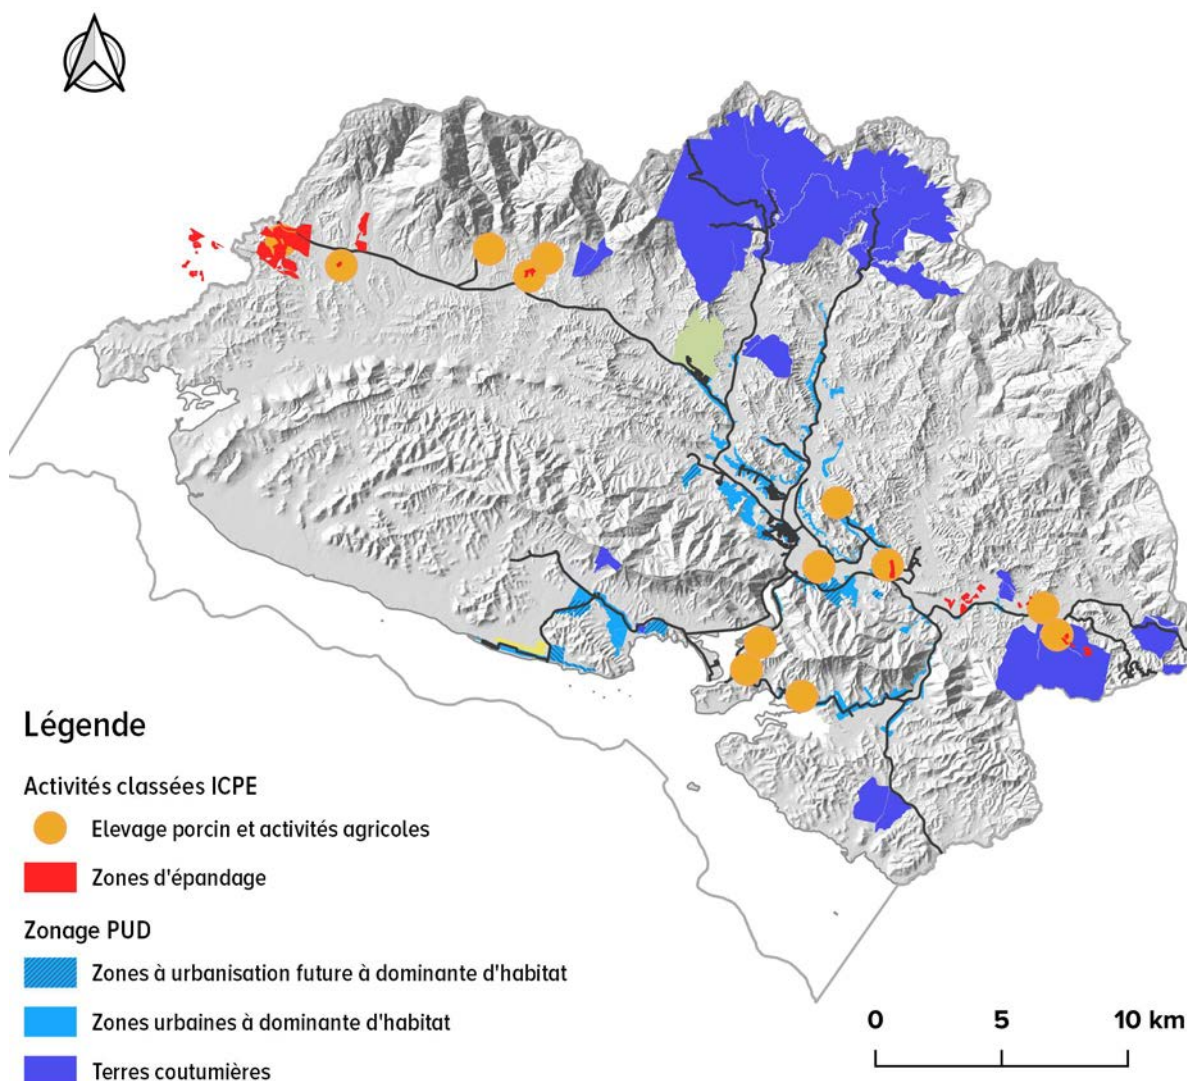 Légende
Activités classées ICPE
Elevage porcin et activités agricoles
Zones d'épandage
Zonage PUD
Zones à urbanisation future à dominante d'habitat
Zones urbaines à dominante d'habitat
Terres coutumières
0 5 10 km